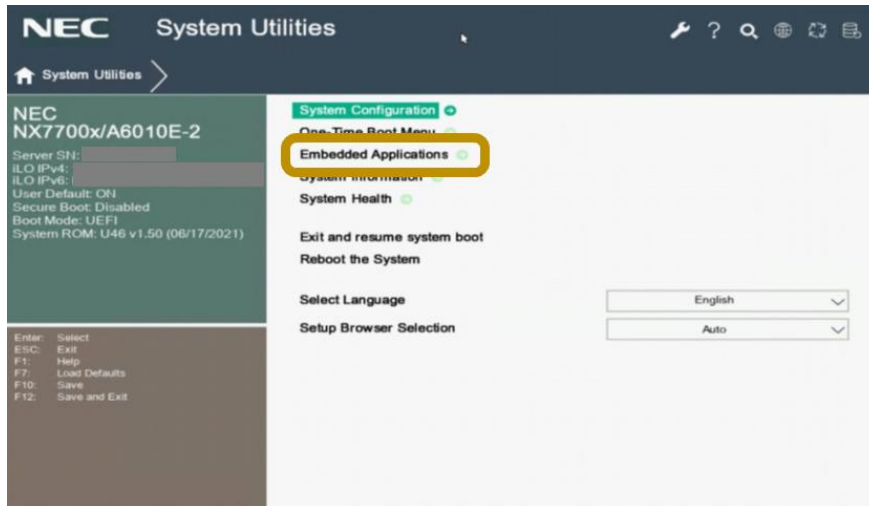 NEC System Utilities
System Utilities
NEC
NX7700x/A6010E-2
Server SN:
iLO IPv4:
iLO IPv6:
User Default: ON
Secure Boot: Disabled
Boot Mode: UEFI
System ROM: U46 v1.50 (06/17/2021)
Enter: Select
ESC: Exit
F1: Help
F7: Load Defaults
F10: Save
F12: Save and Exit
System Configuration
One-Time Boot Menu
Embedded Applications
System Information
System Health
Exit and resume system boot
Reboot the System
Select Language English
Setup Browser Selection Auto